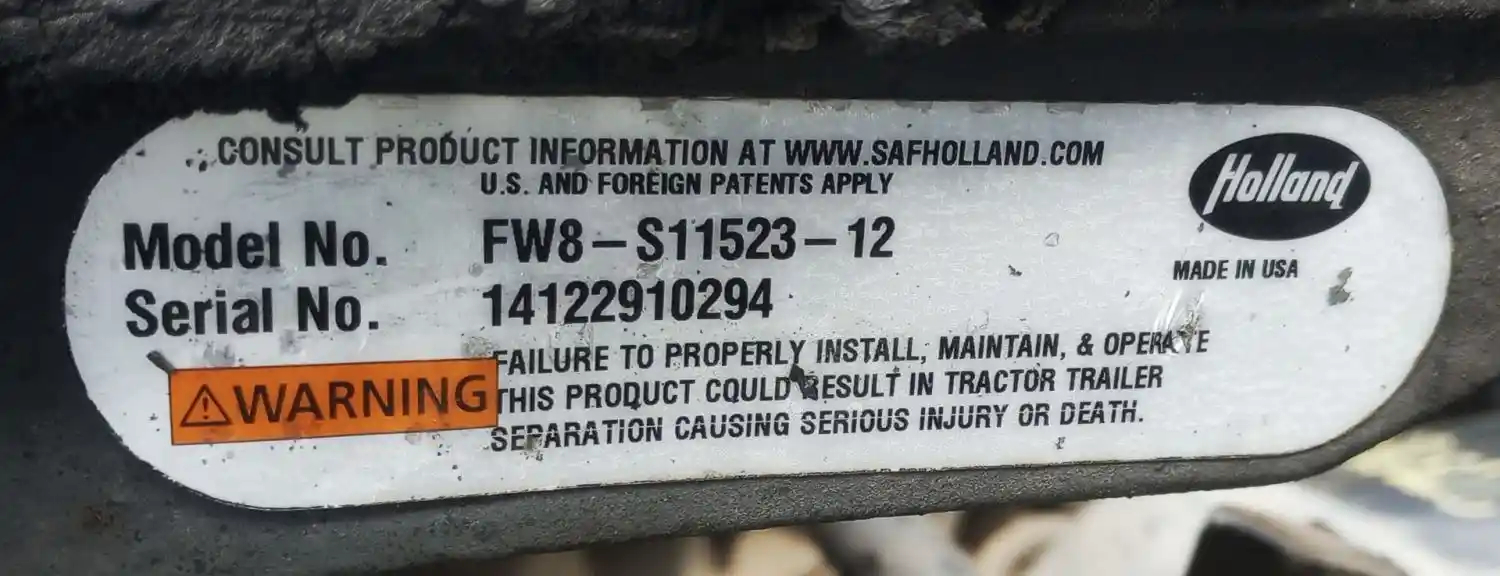 CONSULT PRODUCT INFORMATION AT WWW.SAFHOLLAND.COM
U.S. AND FOREIGN PATENTS APPLY
Holland
MADE IN USA
Model No. FW8-S11523-12
Serial No. 14122910294
⚠WARNING
FAILURE TO PROPERLY INSTALL, MAINTAIN, & OPERATE
THIS PRODUCT COULD RESULT IN TRACTOR TRAILER
SEPARATION CAUSING SERIOUS INJURY OR DEATH.